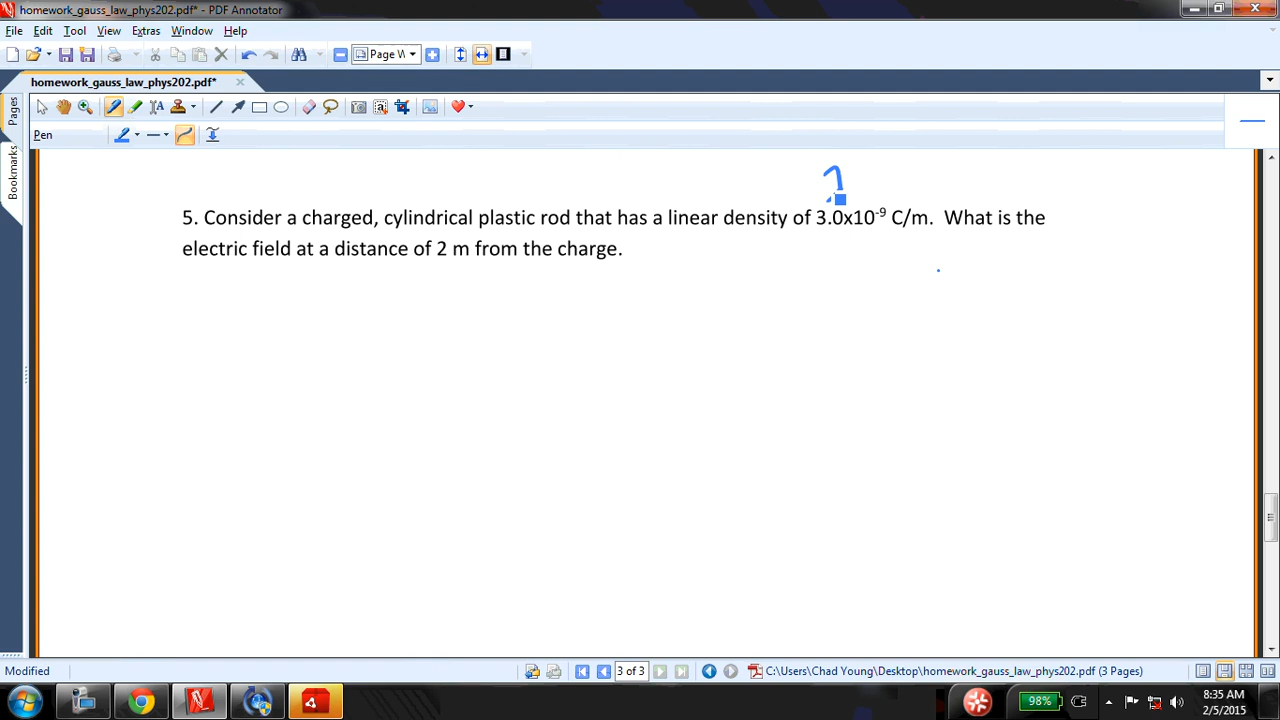 homework_gauss_law_phys202.pdf* - PDF Annotator
File Edit Tool View Extras Window Help
Page W
homework_gauss_law_phys202.pdf*
Pages
Bookmarks
Pen
5. Consider a charged, cylindrical plastic rod that has a linear density of 3.0x10⁻⁹ C/m. What is the
electric field at a distance of 2 m from the charge.
Modified
3 of 3
C:\Users\Chad Young\Desktop\homework_gauss_law_phys202.pdf (3 Pages)
98%
8:35 AM
2/5/2015